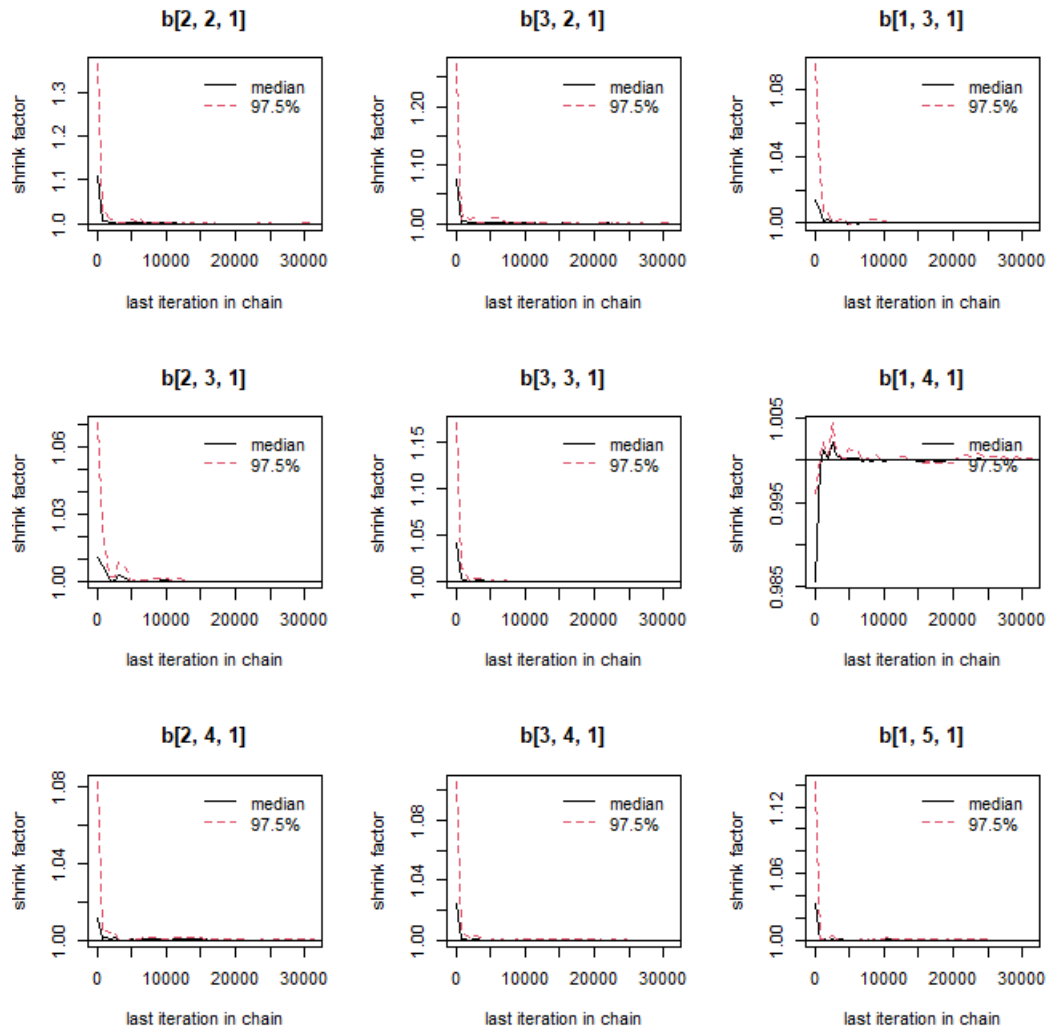 b[2, 2, 1]
shrink factor
1.0 1.1 1.2 1.3
median
97.5%
0 10000 20000 30000
last iteration in chain
b[3, 2, 1]
shrink factor
1.00 1.10 1.20
median
97.5%
0 10000 20000 30000
last iteration in chain
b[1, 3, 1]
shrink factor
1.00 1.04 1.08
median
97.5%
0 10000 20000 30000
last iteration in chain
b[2, 3, 1]
shrink factor
1.00 1.03 1.06
median
97.5%
0 10000 20000 30000
last iteration in chain
b[3, 3, 1]
shrink factor
1.00 1.05 1.10 1.15
median
97.5%
0 10000 20000 30000
last iteration in chain
b[1, 4, 1]
shrink factor
0.985 0.995 1.005
median
97.5%
0 10000 20000 30000
last iteration in chain
b[2, 4, 1]
shrink factor
1.00 1.04 1.08
median
97.5%
0 10000 20000 30000
last iteration in chain
b[3, 4, 1]
shrink factor
1.00 1.04 1.08
median
97.5%
0 10000 20000 30000
last iteration in chain
b[1, 5, 1]
shrink factor
1.00 1.06 1.12
median
97.5%
0 10000 20000 30000
last iteration in chain